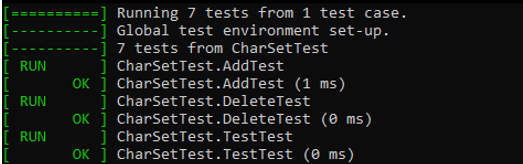 [==========] Running 7 tests from 1 test case.
[----------] Global test environment set-up.
[----------] 7 tests from CharSetTest
[ RUN      ] CharSetTest.AddTest
[       OK ] CharSetTest.AddTest (1 ms)
[ RUN      ] CharSetTest.DeleteTest
[       OK ] CharSetTest.DeleteTest (0 ms)
[ RUN      ] CharSetTest.TestTest
[       OK ] CharSetTest.TestTest (0 ms)